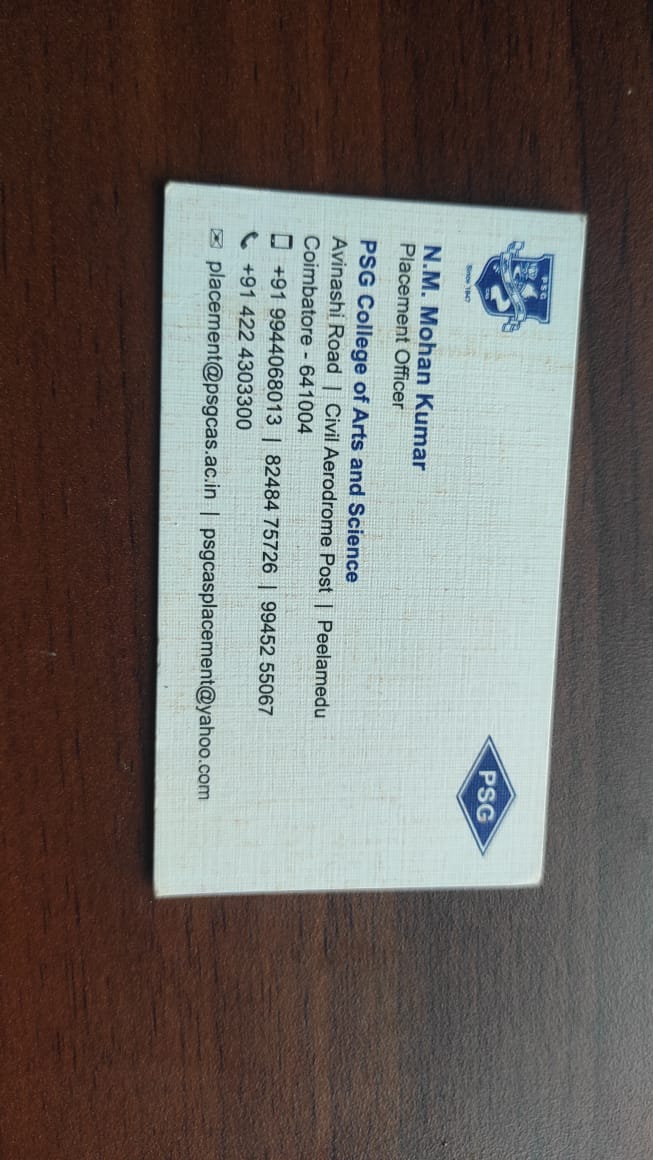 PSG
Since 1947
PSG
N.M. Mohan Kumar
Placement Officer
PSG College of Arts and Science
Avinashi Road | Civil Aerodrome Post | Peelamedu
Coimbatore - 641004
+91 9944068013 | 82484 75726 | 99452 55067
+91 422 4303300
placement@psgcas.ac.in | psgcasplacement@yahoo.com